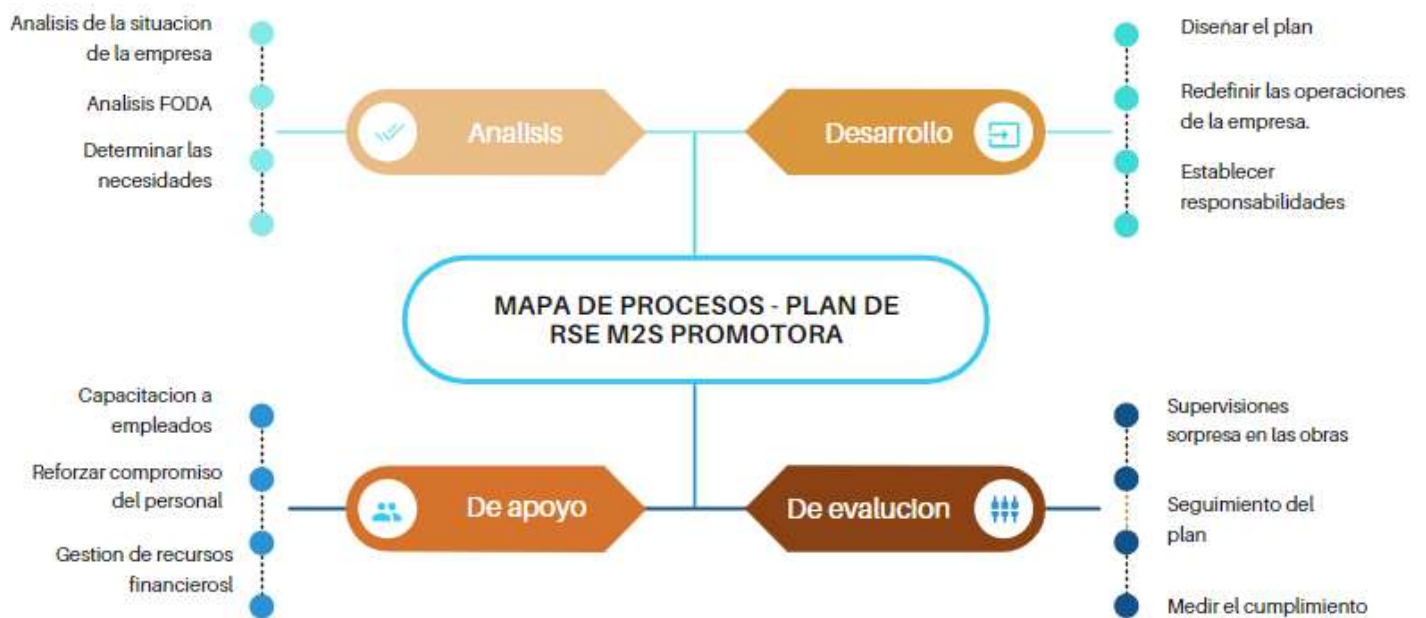 Analisis de la situacion
de la empresa
Analisis FODA
Determinar las
necesidades
Analisis
Desarrollo
Diseñar el plan
Redefinir las operaciones
de la empresa.
Establecer
responsabilidades
MAPA DE PROCESOS - PLAN DE
RSE M2S PROMOTORA
Capacitacion a
empleados
Reforzar compromiso
del personal
Gestion de recursos
financierosl
De apoyo
De evalucion
Supervisiones
sorpresa en las obras
Seguimiento del
plan
Medir el cumplimiento